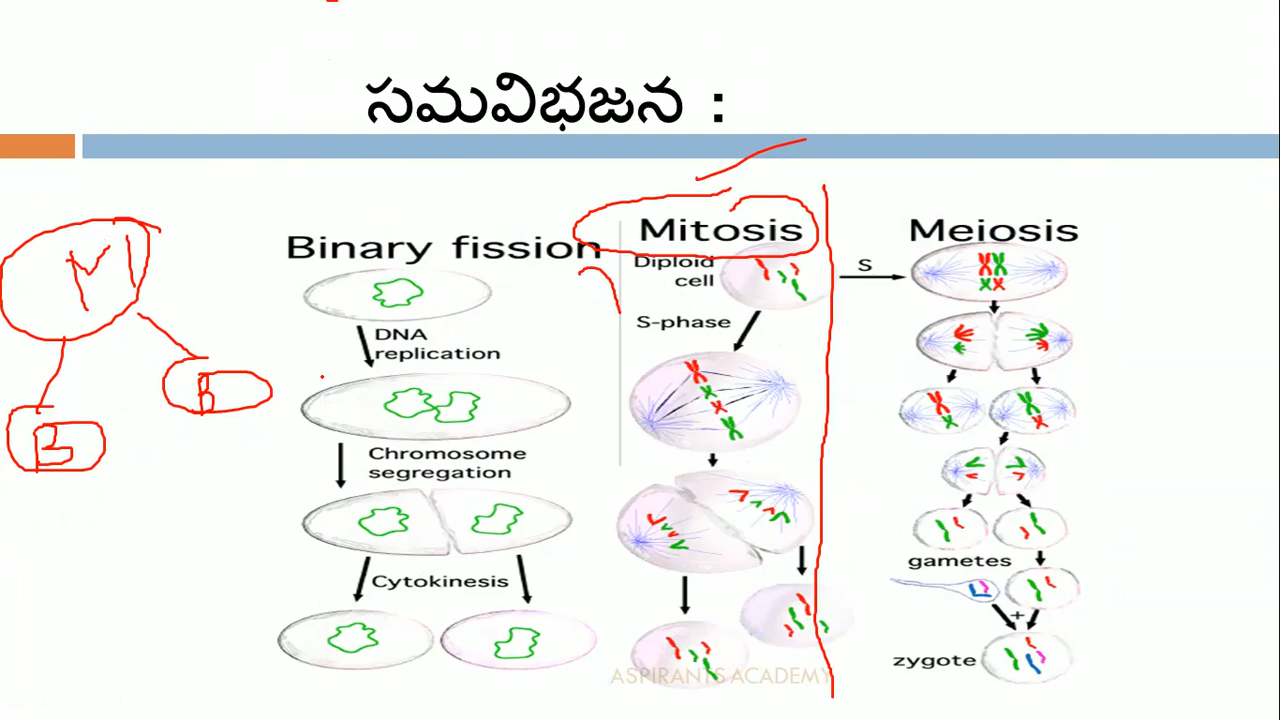 సమవిభజన :
M
B
B
Binary fission
DNA
replication
Chromosome
segregation
Cytokinesis
Mitosis
Diploid
cell
S-phase
S
Meiosis
gametes
+
zygote
ASPIRANTS ACADEMY